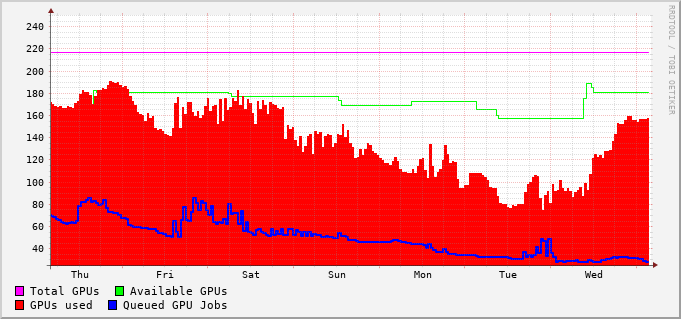 RRDTOOL / TOBI OETIKER
240
220
200
180
160
140
120
100
80
60
40
Thu Fri Sat Sun Mon Tue Wed
Total GPUs Available GPUs
GPUs used Queued GPU Jobs